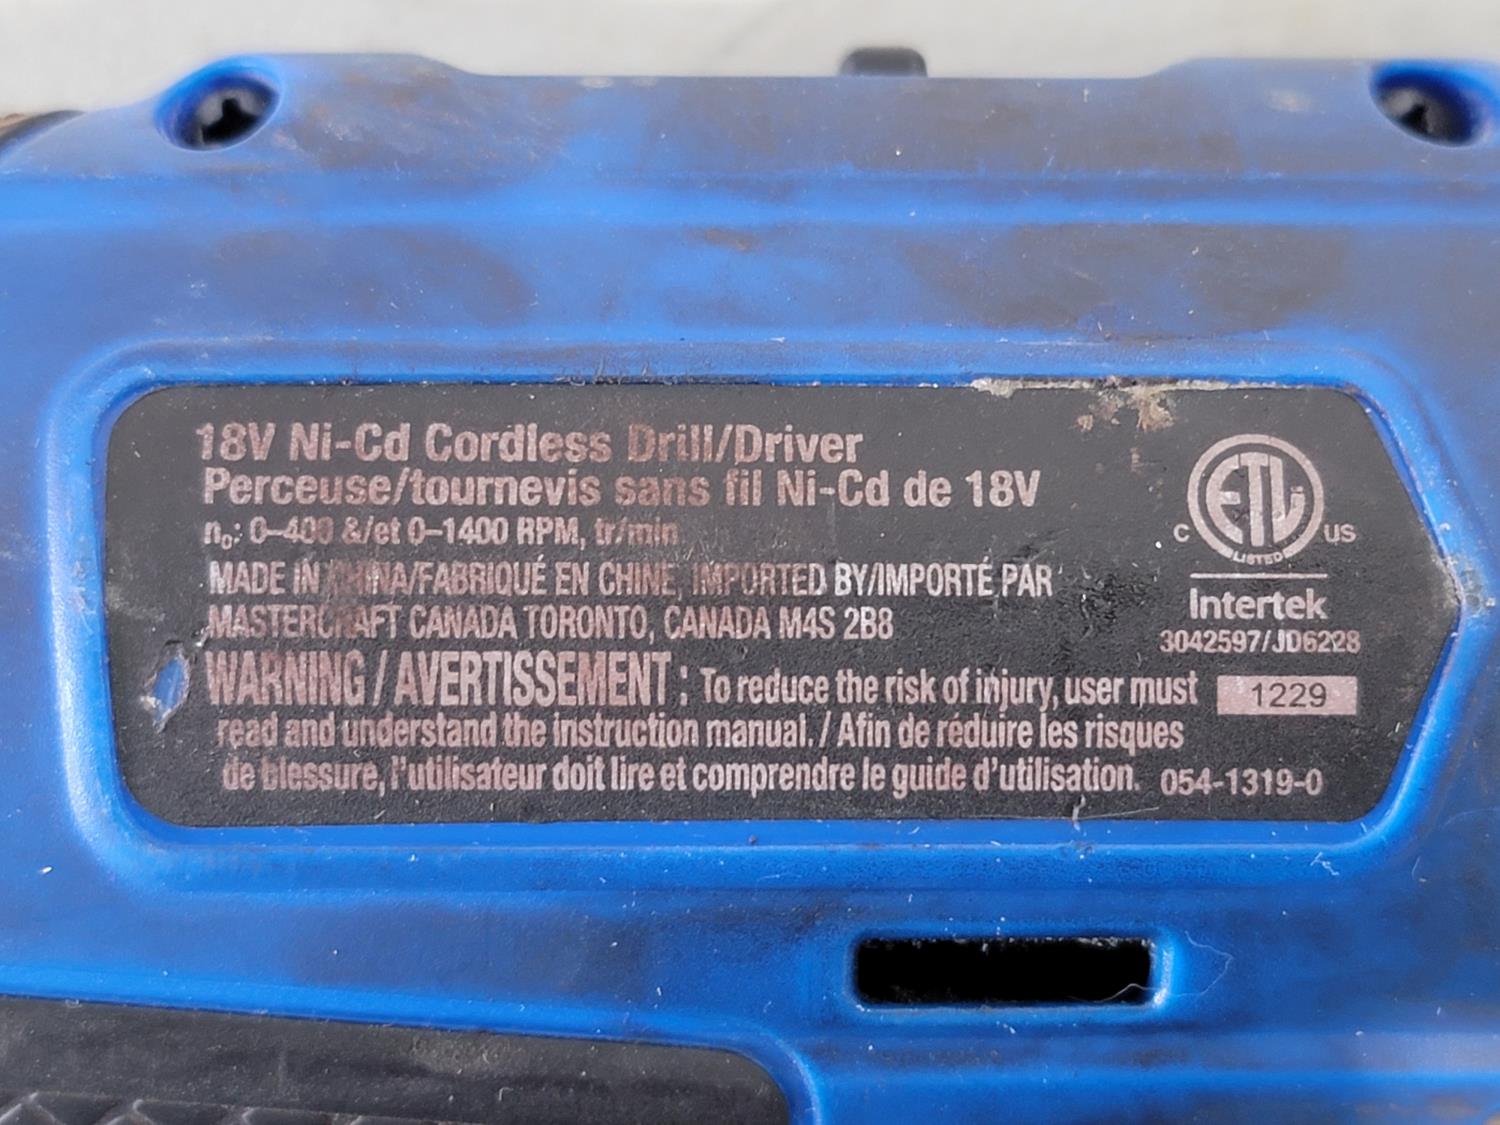 18V Ni-Cd Cordless Drill/Driver
Perceuse/tournevis sans fil Ni-Cd de 18V
n₀: 0–400 &/et 0–1400 RPM, tr/min
MADE IN CHINA/FABRIQUÉ EN CHINE, IMPORTED BY/IMPORTÉ PAR
MASTERCRAFT CANADA TORONTO, CANADA M4S 2B8
WARNING / AVERTISSEMENT : To reduce the risk of injury, user must
read and understand the instruction manual. / Afin de réduire les risques
de blessure, l'utilisateur doit lire et comprendre le guide d'utilisation.
C ETL US
LISTED
Intertek
3042597/JD6228
1229
054-1319-0